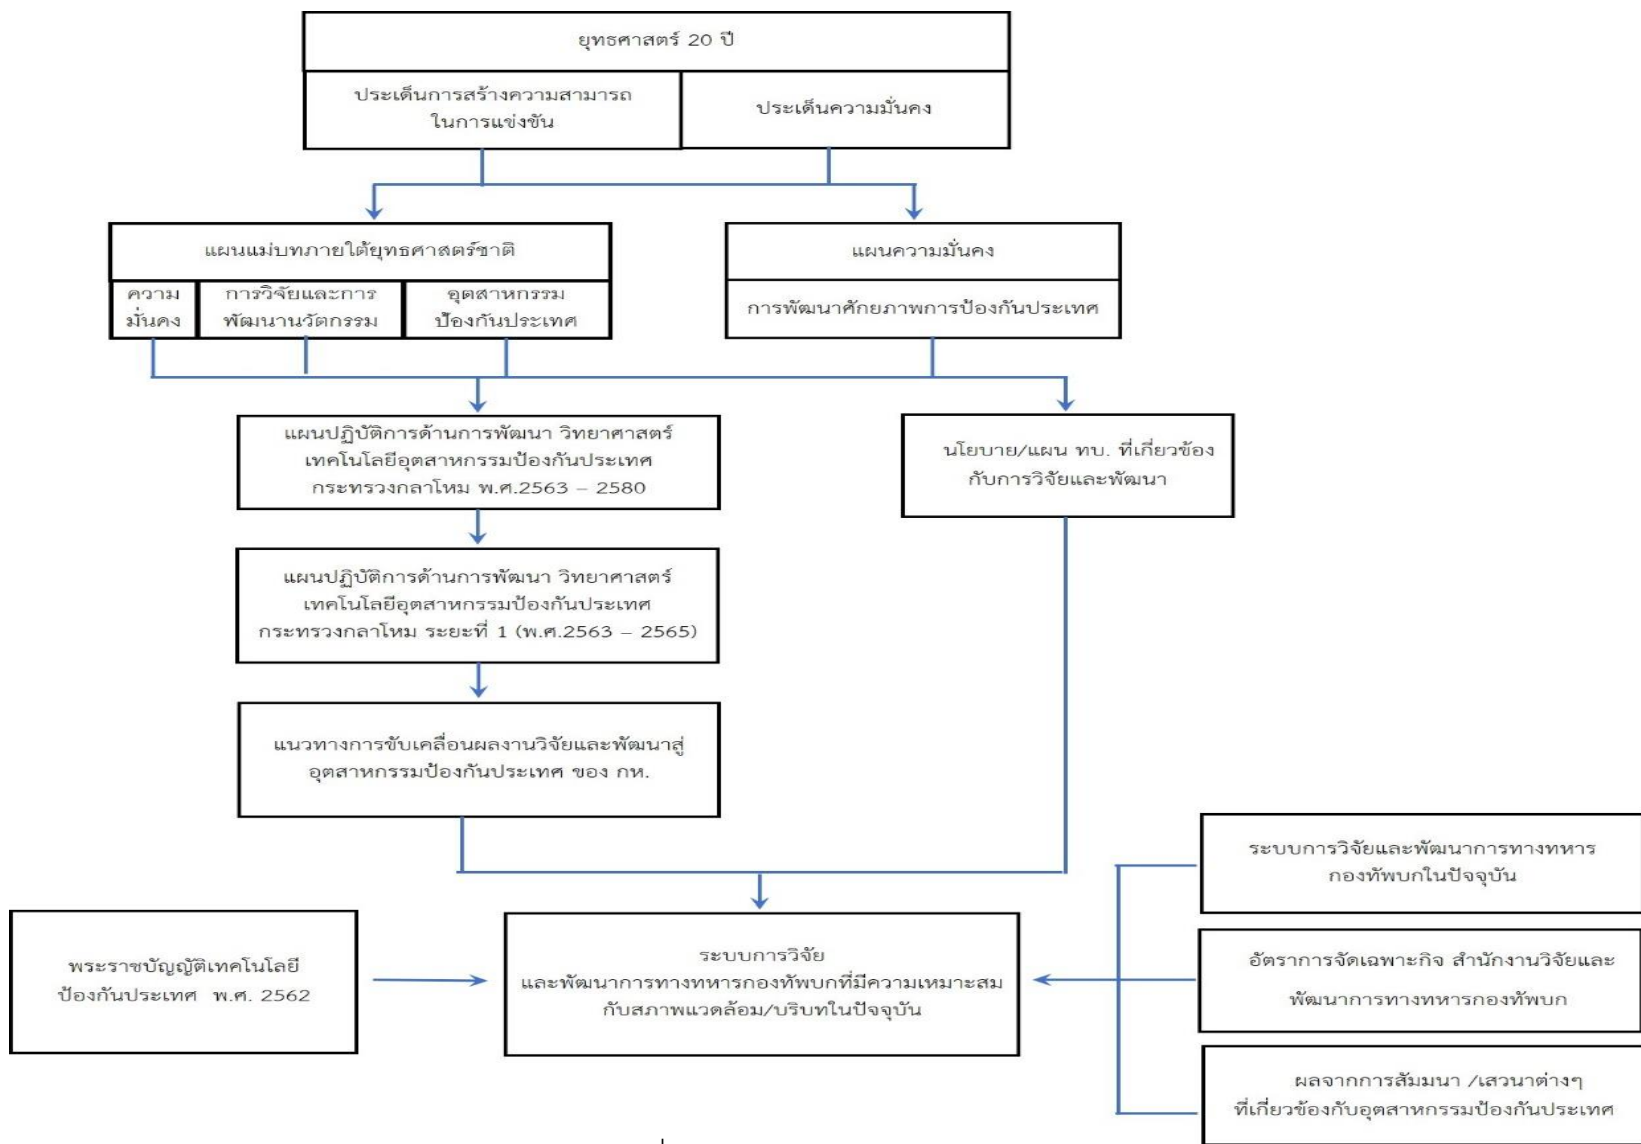 ยุทธศาสตร์ 20 ปี
ประเด็นการสร้างความสามารถ
ในการแข่งขัน
ประเด็นความมั่นคง
แผนแม่บทภายใต้ยุทธศาสตร์ชาติ
ความ
มั่นคง
การวิจัยและการ
พัฒนานวัตกรรม
อุตสาหกรรม
ป้องกันประเทศ
แผนความมั่นคง
การพัฒนาศักยภาพการป้องกันประเทศ
แผนปฏิบัติการด้านการพัฒนา วิทยาศาสตร์
เทคโนโลยีอุตสาหกรรมป้องกันประเทศ
กระทรวงกลาโหม พ.ศ.2563 – 2580
นโยบาย/แผน ทบ. ที่เกี่ยวข้อง
กับการวิจัยและพัฒนา
แผนปฏิบัติการด้านการพัฒนา วิทยาศาสตร์
เทคโนโลยีอุตสาหกรรมป้องกันประเทศ
กระทรวงกลาโหม ระยะที่ 1 (พ.ศ.2563 – 2565)
แนวทางการขับเคลื่อนผลงานวิจัยและพัฒนาสู่
อุตสาหกรรมป้องกันประเทศ ของ กห.
พระราชบัญญัติเทคโนโลยี
ป้องกันประเทศ พ.ศ. 2562
ระบบการวิจัย
และพัฒนาการทางทหารกองทัพบกที่มีความเหมาะสม
กับสภาพแวดล้อม/บริบทในปัจจุบัน
ระบบการวิจัยและพัฒนาการทางทหาร
กองทัพบกในปัจจุบัน
อัตราการจัดเฉพาะกิจ สำนักงานวิจัยและ
พัฒนาการทางทหารกองทัพบก
ผลจากการสัมมนา /เสวนาต่างๆ
ที่เกี่ยวข้องกับอุตสาหกรรมป้องกันประเทศ